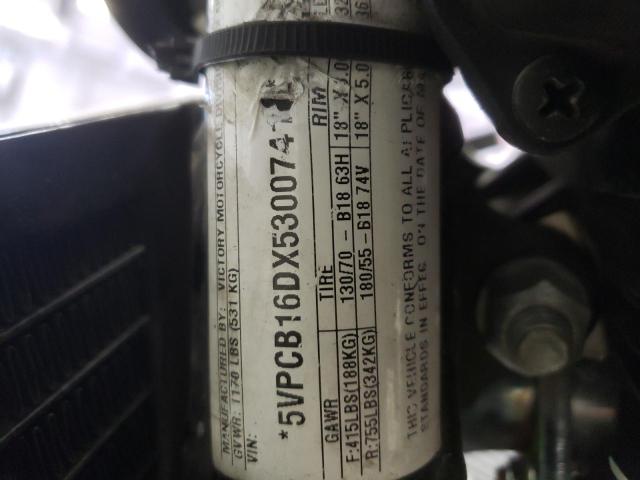 MANUFACTURED BY: VICTORY MOTORCYCLE
GVWR: 1170 LBS (531 KG)
VIN:
*5VPCB16DX5300741
GAWR TIRE RIM
F:415LBS(188KG) 130/70 - B18 63H 18" X 3.0
R:755LBS(342KG) 180/55-B18 74V 18" X 5.0
THIS VEHICLE CONFORMS TO ALL APPLICAB
STANDARDS IN EFFEC ON THE DATE OF